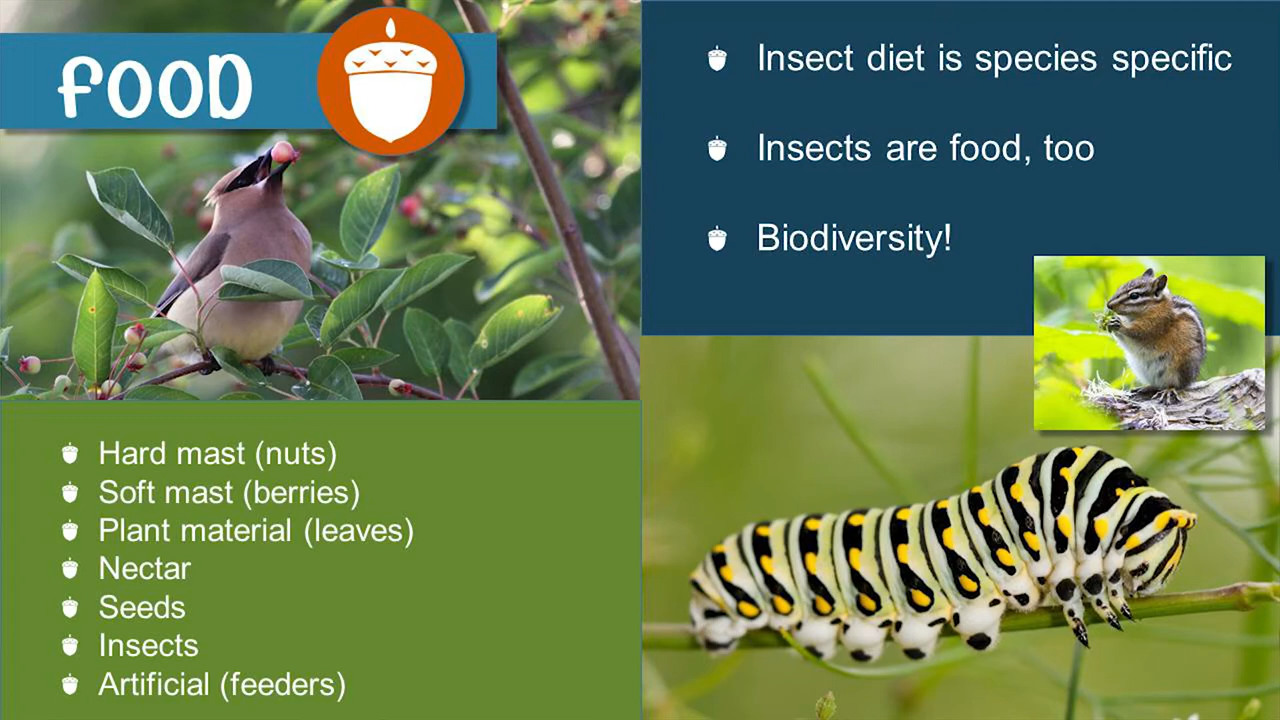 FOOD
Hard mast (nuts)
Soft mast (berries)
Plant material (leaves)
Nectar
Seeds
Insects
Artificial (feeders)
Insect diet is species specific
Insects are food, too
Biodiversity!